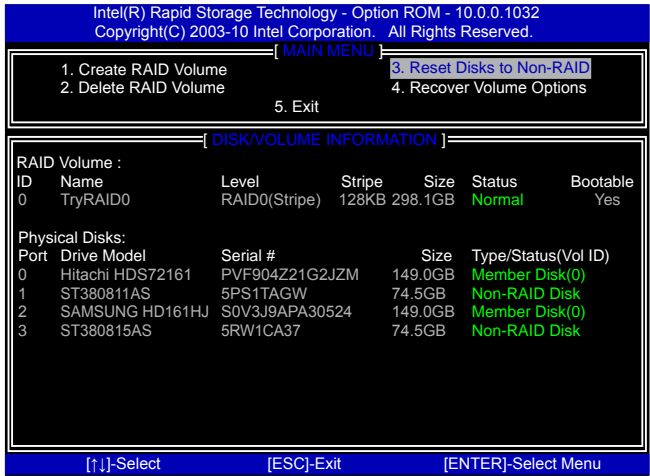 Intel(R) Rapid Storage Technology - Option ROM - 10.0.0.1032
Copyright(C) 2003-10 Intel Corporation. All Rights Reserved.
[ MAIN MENU ]
1. Create RAID Volume 3. Reset Disks to Non-RAID
2. Delete RAID Volume 4. Recover Volume Options
5. Exit
[ DISK/VOLUME INFORMATION ]
RAID Volume :
ID Name Level Stripe Size Status Bootable
0 TryRAID0 RAID0(Stripe) 128KB 298.1GB Normal Yes
Physical Disks:
Port Drive Model Serial # Size Type/Status(Vol ID)
0 Hitachi HDS72161 PVF904Z21G2JZM 149.0GB Member Disk(0)
1 ST380811AS 5PS1TAGW 74.5GB Non-RAID Disk
2 SAMSUNG HD161HJ S0V3J9APA30524 149.0GB Member Disk(0)
3 ST380815AS 5RW1CA37 74.5GB Non-RAID Disk
[↑↓]-Select [ESC]-Exit [ENTER]-Select Menu